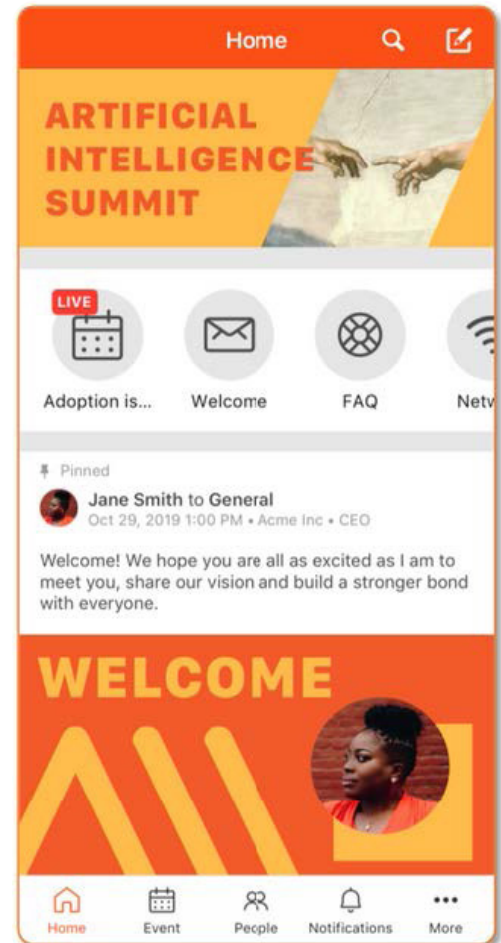 Home
ARTIFICIAL
INTELLIGENCE
SUMMIT
LIVE
Adoption is...
Welcome
FAQ
Netw
Pinned
Jane Smith to General
Oct 29, 2019 1:00 PM • Acme Inc • CEO
Welcome! We hope you are all as excited as I am to
meet you, share our vision and build a stronger bond
with everyone.
WELCOME
Home
Event
People
Notifications
More